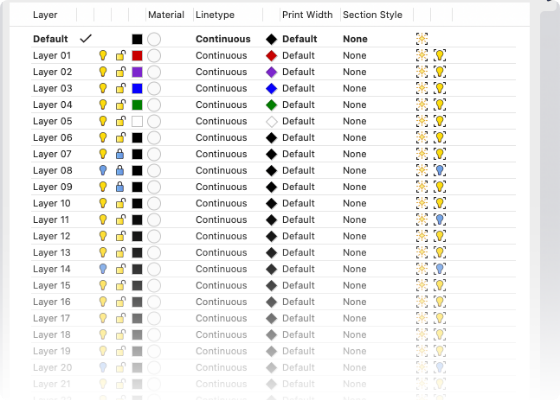 Layer Material Linetype Print Width Section Style
Default Continuous Default None
Layer 01 Continuous Default None
Layer 02 Continuous Default None
Layer 03 Continuous Default None
Layer 04 Continuous Default None
Layer 05 Continuous Default None
Layer 06 Continuous Default None
Layer 07 Continuous Default None
Layer 08 Continuous Default None
Layer 09 Continuous Default None
Layer 10 Continuous Default None
Layer 11 Continuous Default None
Layer 12 Continuous Default None
Layer 13 Continuous Default None
Layer 14 Continuous Default None
Layer 15 Continuous Default None
Layer 16 Continuous Default None
Layer 17 Continuous Default None
Layer 18 Continuous Default None
Layer 19 Continuous Default None
Layer 20 Continuous Default None
Layer 21 Continuous Default None